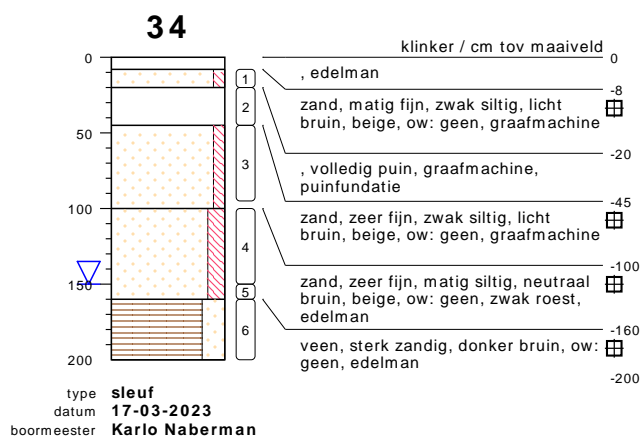 34
klinker / cm tov maaiveld
0
0
, edelman
-8
1
zand, matig fijn, zwak siltig, licht
bruin, beige, ow: geen, graafmachine
2
50
-20
, volledig puin, graafmachine,
puinfundatie
3
-45
100
zand, zeer fijn, zwak siltig, licht
bruin, beige, ow: geen, graafmachine
4
-100
150
zand, zeer fijn, matig siltig, neutraal
bruin, beige, ow: geen, zwak roest,
edelman
5
-160
6
veen, sterk zandig, donker bruin, ow:
geen, edelman
200
-200
type sleuf
datum 17-03-2023
boormeester Karlo Naberman